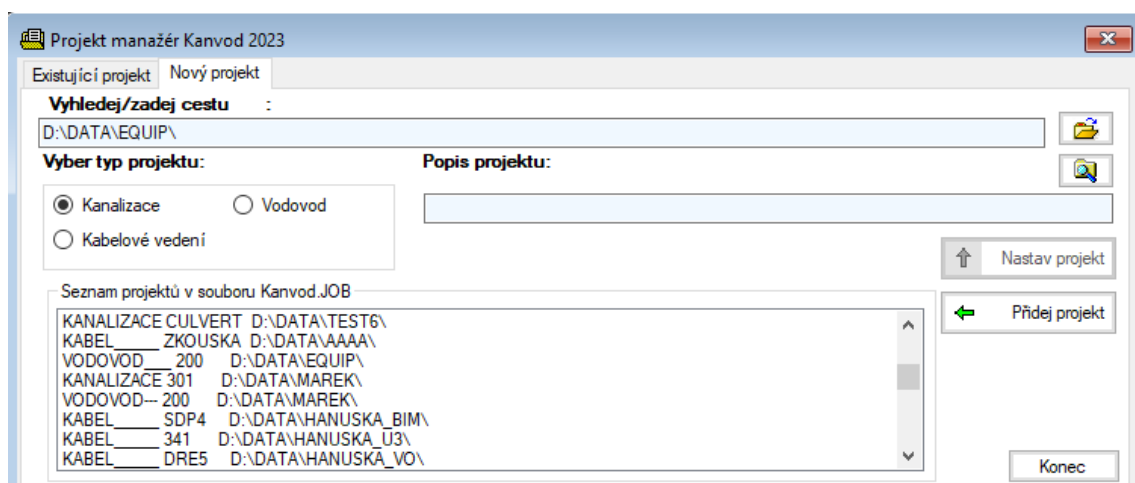 Projekt manažér Kanvod 2023
Existující projekt Nový projekt
Vyhledej/zadej cestu :
D:\DATA\EQUIP\
Vyber typ projektu: Popis projektu:
Kanalizace Vodovod
Kabelové vedení
Nastav projekt
Seznam projektů v souboru Kanvod.JOB
Přidej projekt
KANALIZACE CULVERT D:\DATA\TEST6\
KABEL_____ ZKOUSKA D:\DATA\AAAA\
VODOVOD___ 200 D:\DATA\EQUIP\
KANALIZACE 301 D:\DATA\MAREK\
VODOVOD--- 200 D:\DATA\MAREK\
KABEL_____ SDP4 D:\DATA\HANUSKA_BIM\
KABEL_____ 341 D:\DATA\HANUSKA_U3\
KABEL_____ DRE5 D:\DATA\HANUSKA_VO\
Konec